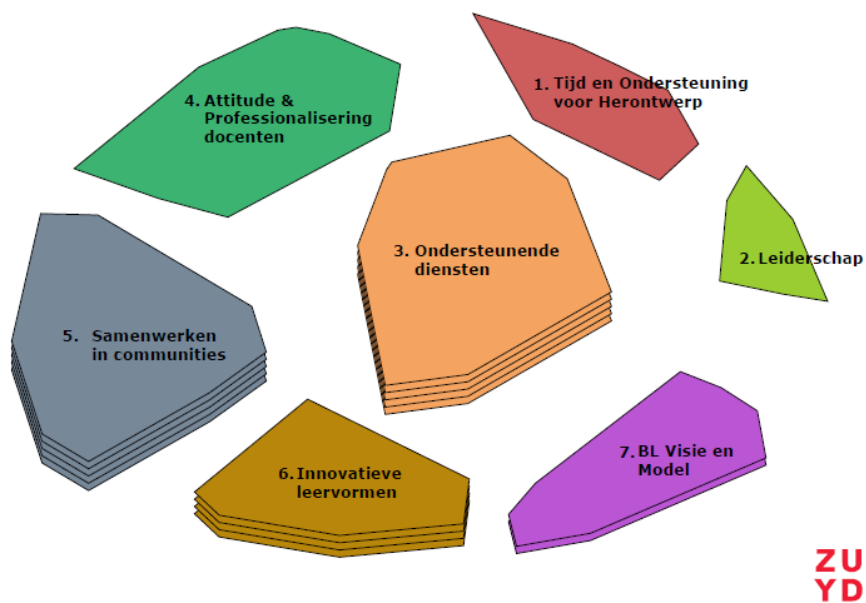 1. Tijd en Ondersteuning
voor Herontwerp
4. Attitude &
Professionalisering
docenten
3. Ondersteunende
diensten
2. Leiderschap
5. Samenwerken
in communities
6. Innovatieve
leervormen
7. BL Visie en
Model
ZU
YD